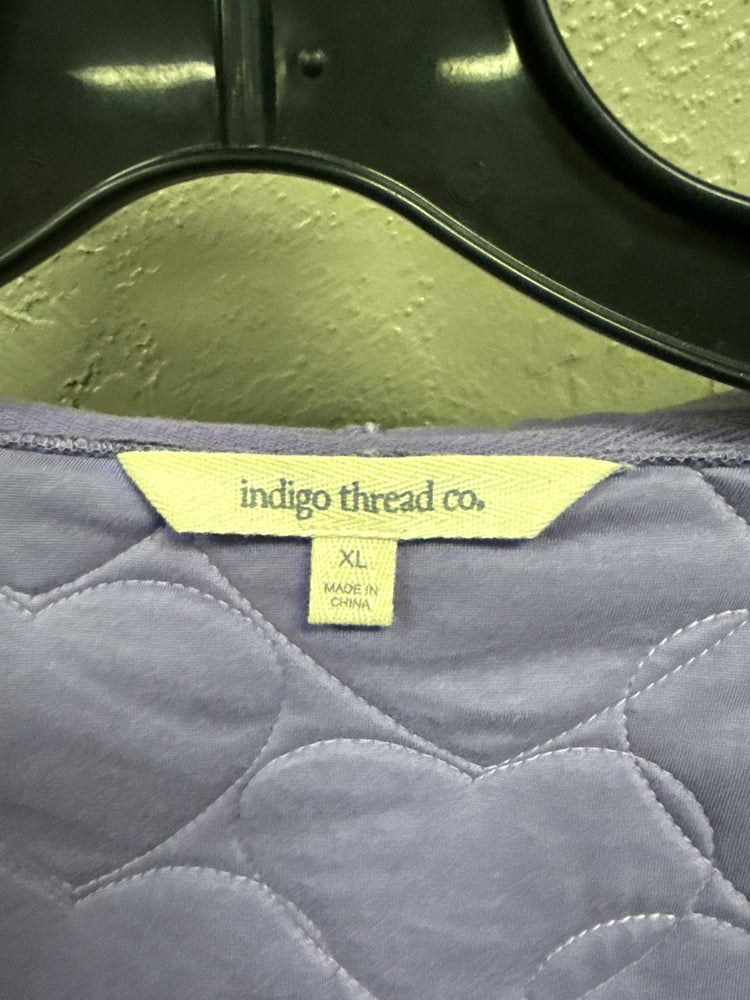 indigo thread co.
XL
MADE IN
CHINA